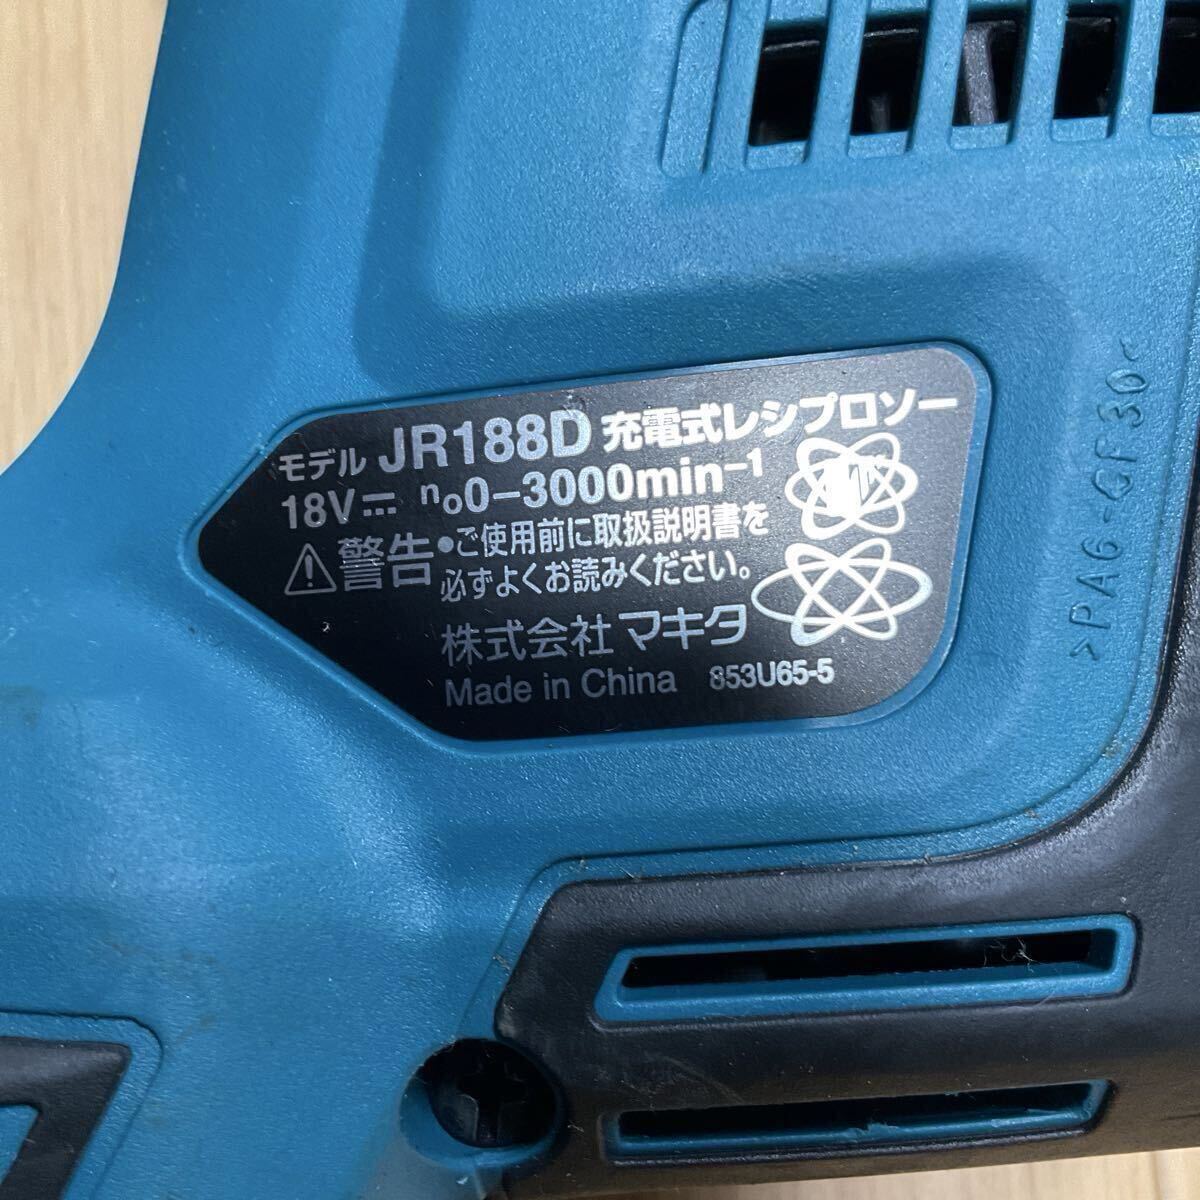 モデル JR188D 充電式レシプロソー
18V⎓ n₀0-3000min⁻¹
⚠警告 ●ご使用前に取扱説明書を
必ずよくお読みください。
株式会社 マキタ
Made in China 853U65-5
>PA6-GF30<